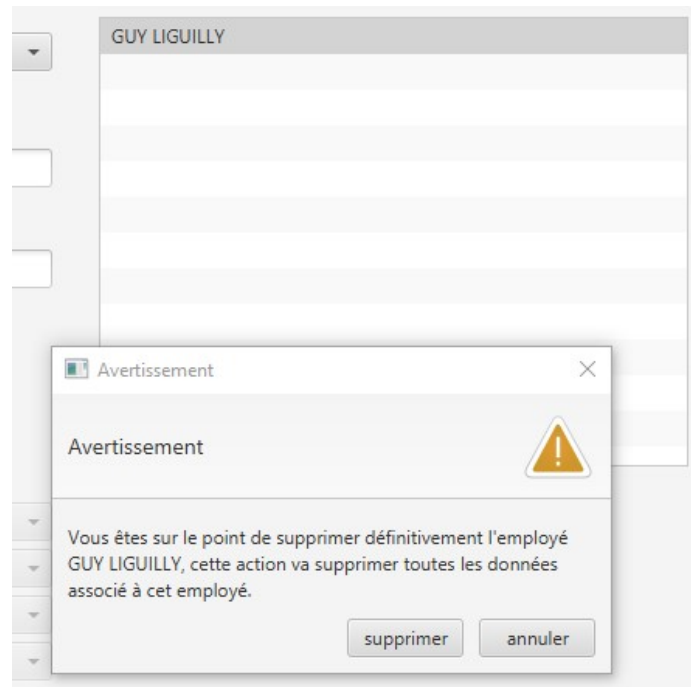 GUY LIGUILLY
Avertissement
Avertissement
Vous êtes sur le point de supprimer définitivement l'employé
GUY LIGUILLY, cette action va supprimer toutes les données
associé à cet employé.
supprimer annuler